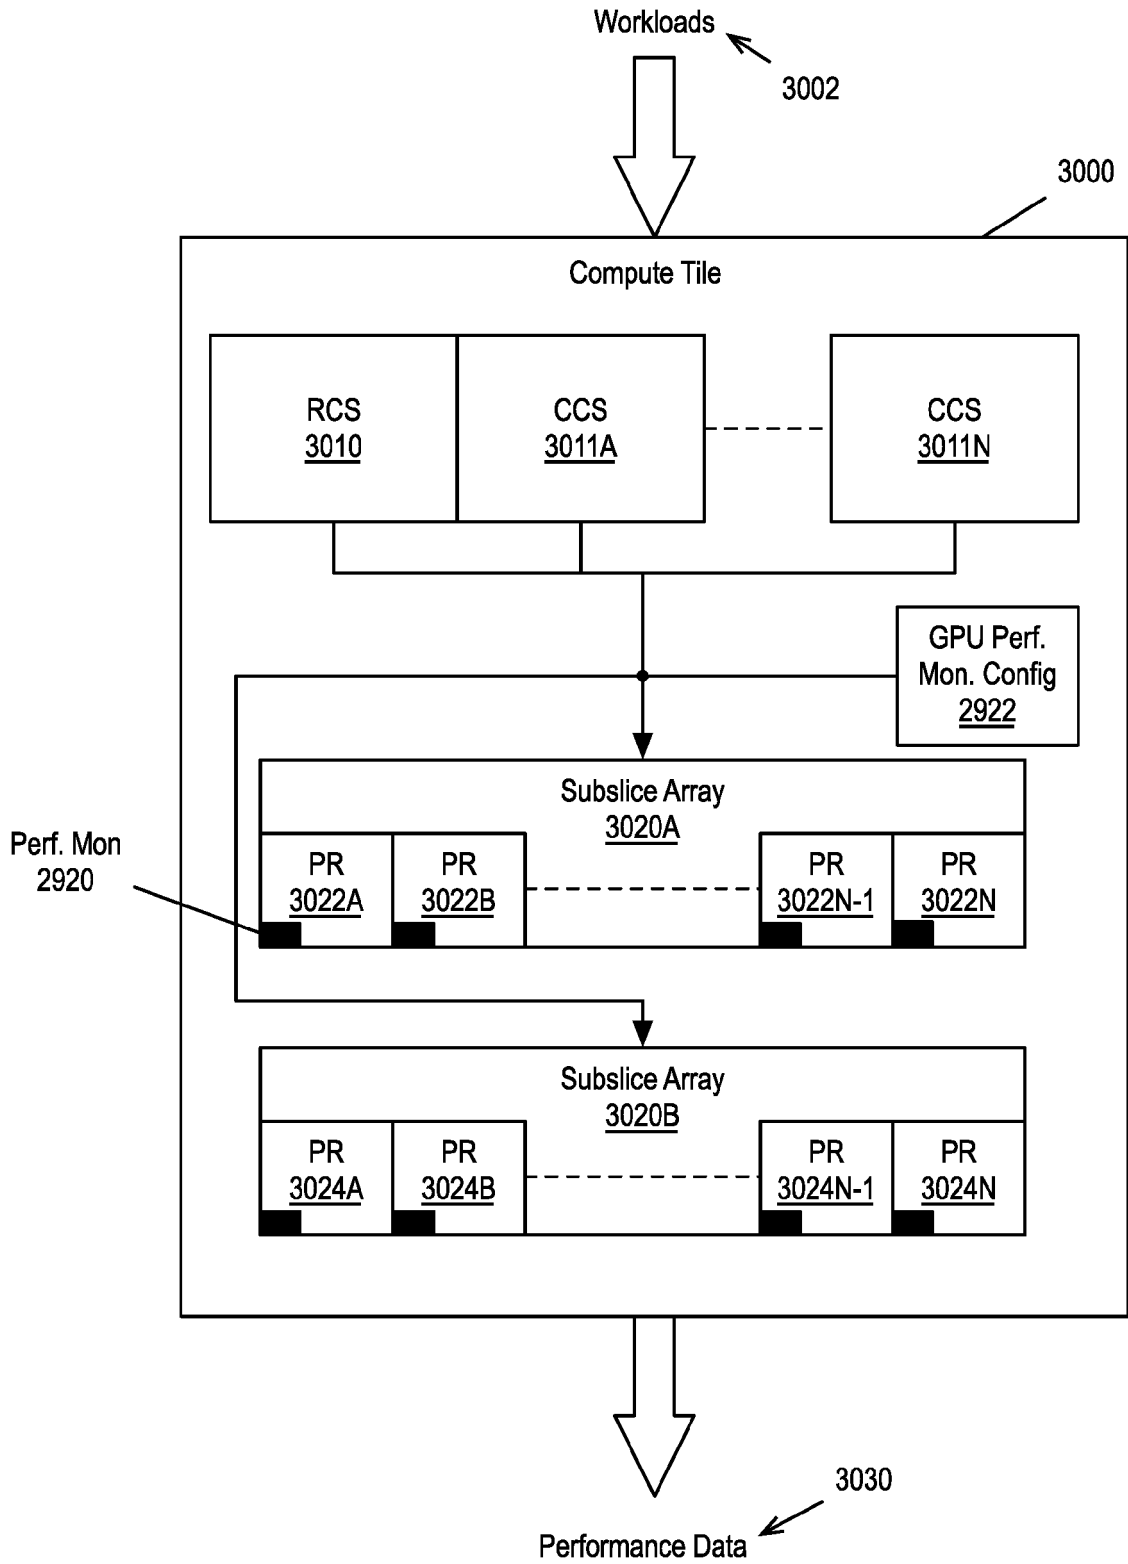 Workloads
3002
3000
Compute Tile
RCS
3010
CCS
3011A
CCS
3011N
GPU Perf.
Mon. Config
2922
Subslice Array
3020A
Perf. Mon
2920
PR
3022A
PR
3022B
PR
3022N-1
PR
3022N
Subslice Array
3020B
PR
3024A
PR
3024B
PR
3024N-1
PR
3024N
3030
Performance Data